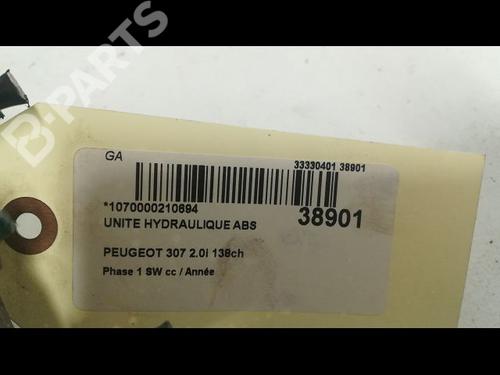 B-PARTS
GA
33330401 38901
*1070000210694
38901
UNITE HYDRAULIQUE ABS
PEUGEOT 307 2.0i 138ch
Phase 1 SW cc / Année